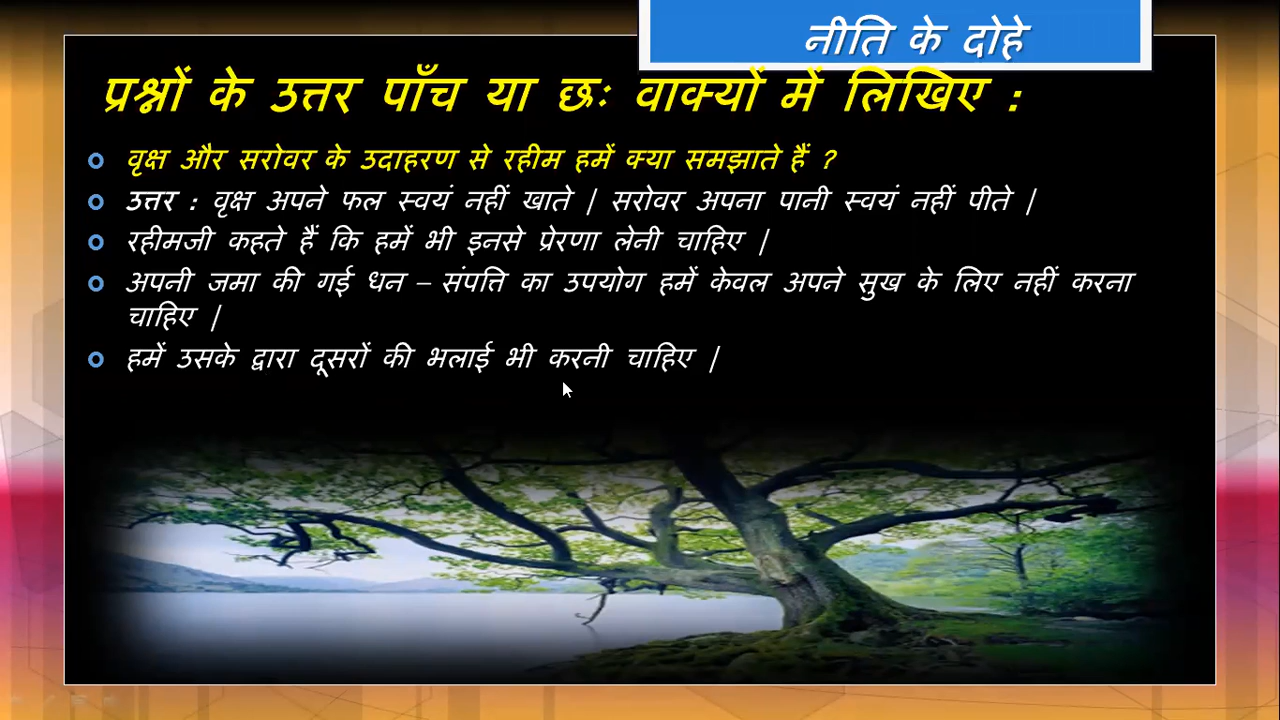 नीति के दोहे
प्रश्नों के उत्तर पाँच या छः वाक्यों में लिखिए :
वृक्ष और सरोवर के उदाहरण से रहीम हमें क्या समझाते हैं ?
उत्तर : वृक्ष अपने फल स्वयं नहीं खाते | सरोवर अपना पानी स्वयं नहीं पीते |
रहीमजी कहते हैं कि हमें भी इनसे प्रेरणा लेनी चाहिए |
अपनी जमा की गई धन – संपत्ति का उपयोग हमें केवल अपने सुख के लिए नहीं करना
चाहिए |
हमें उसके द्वारा दूसरों की भलाई भी करनी चाहिए |